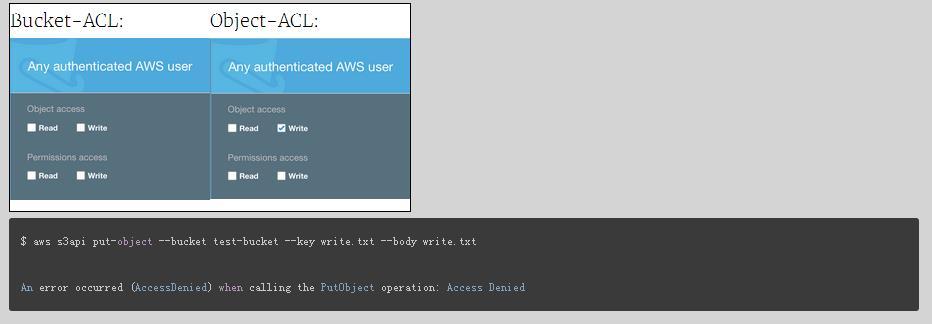 Bucket-ACL: Object-ACL:
Any authenticated AWS user Any authenticated AWS user
Object access Object access
Read Write Read Write
Permissions access Permissions access
Read Write Read Write
$ aws s3api put-object --bucket test-bucket --key write.txt --body write.txt
An error occurred (AccessDenied) when calling the PutObject operation: Access Denied